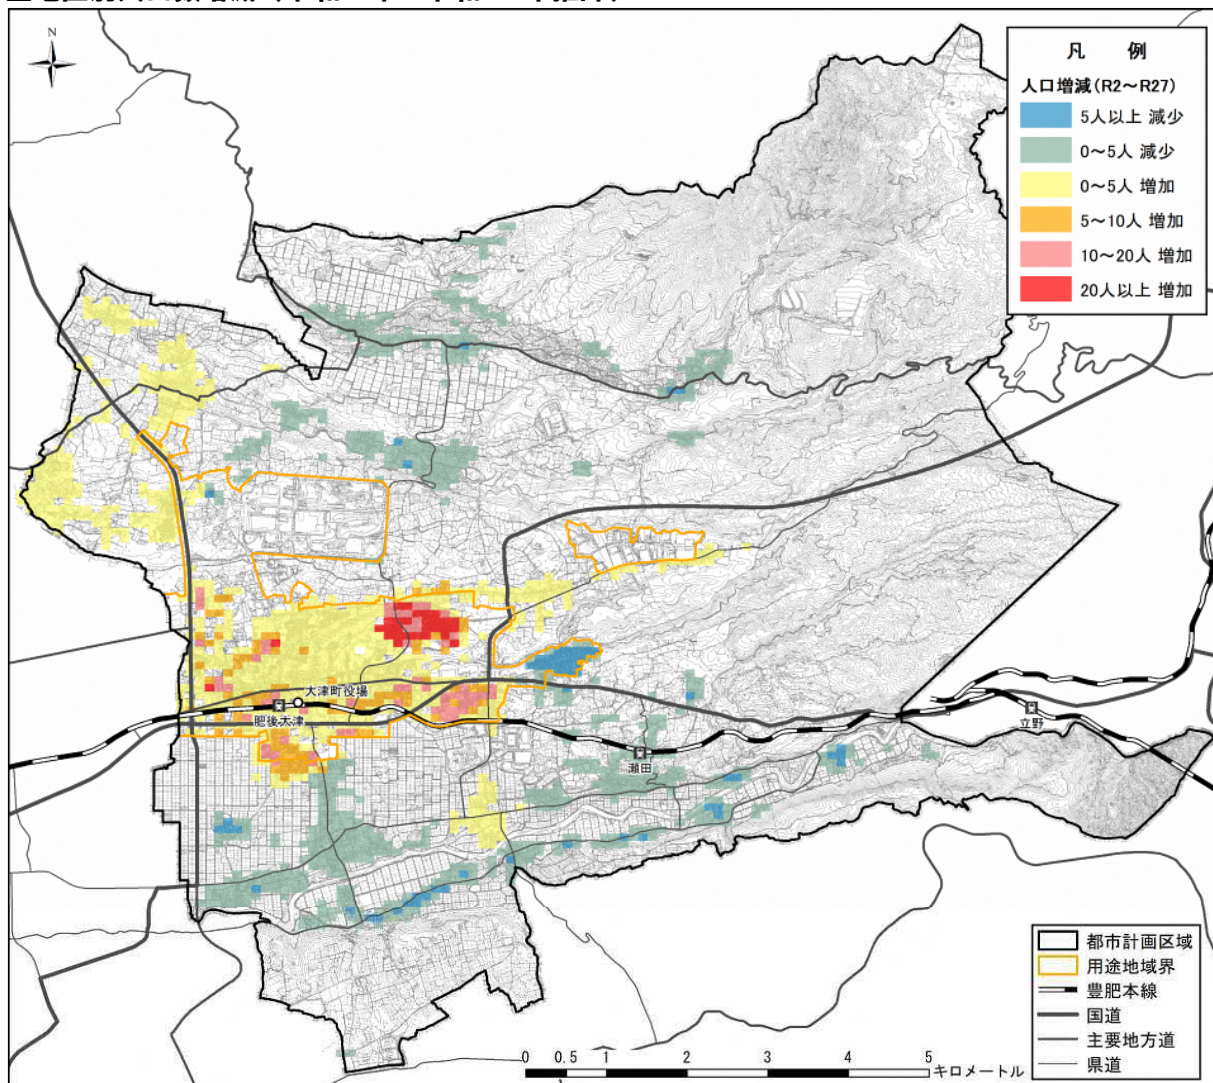 N
凡 例
人口増減(R2～R27)
5人以上 減少
0～5人 減少
0～5人 増加
5～10人 増加
10～20人 増加
20人以上 増加
大津町役場
肥後大津
瀬田
立野
都市計画区域
用途地域界
豊肥本線
国道
主要地方道
県道
0 0.5 1 2 3 4 5
キロメートル